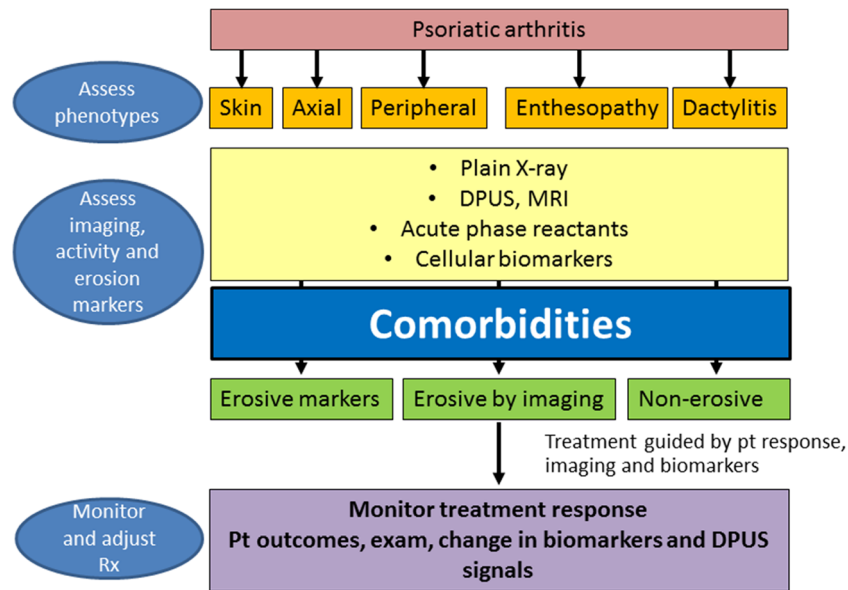 Psoriatic arthritis
Assess
phenotypes
Skin
Axial
Peripheral
Enthesopathy
Dactylitis
Assess
imaging,
activity and
erosion
markers
• Plain X-ray
• DPUS, MRI
• Acute phase reactants
• Cellular biomarkers
Comorbidities
Erosive markers
Erosive by imaging
Non-erosive
Treatment guided by pt response,
imaging and biomarkers
Monitor
and adjust
Rx
Monitor treatment response
Pt outcomes, exam, change in biomarkers and DPUS
signals